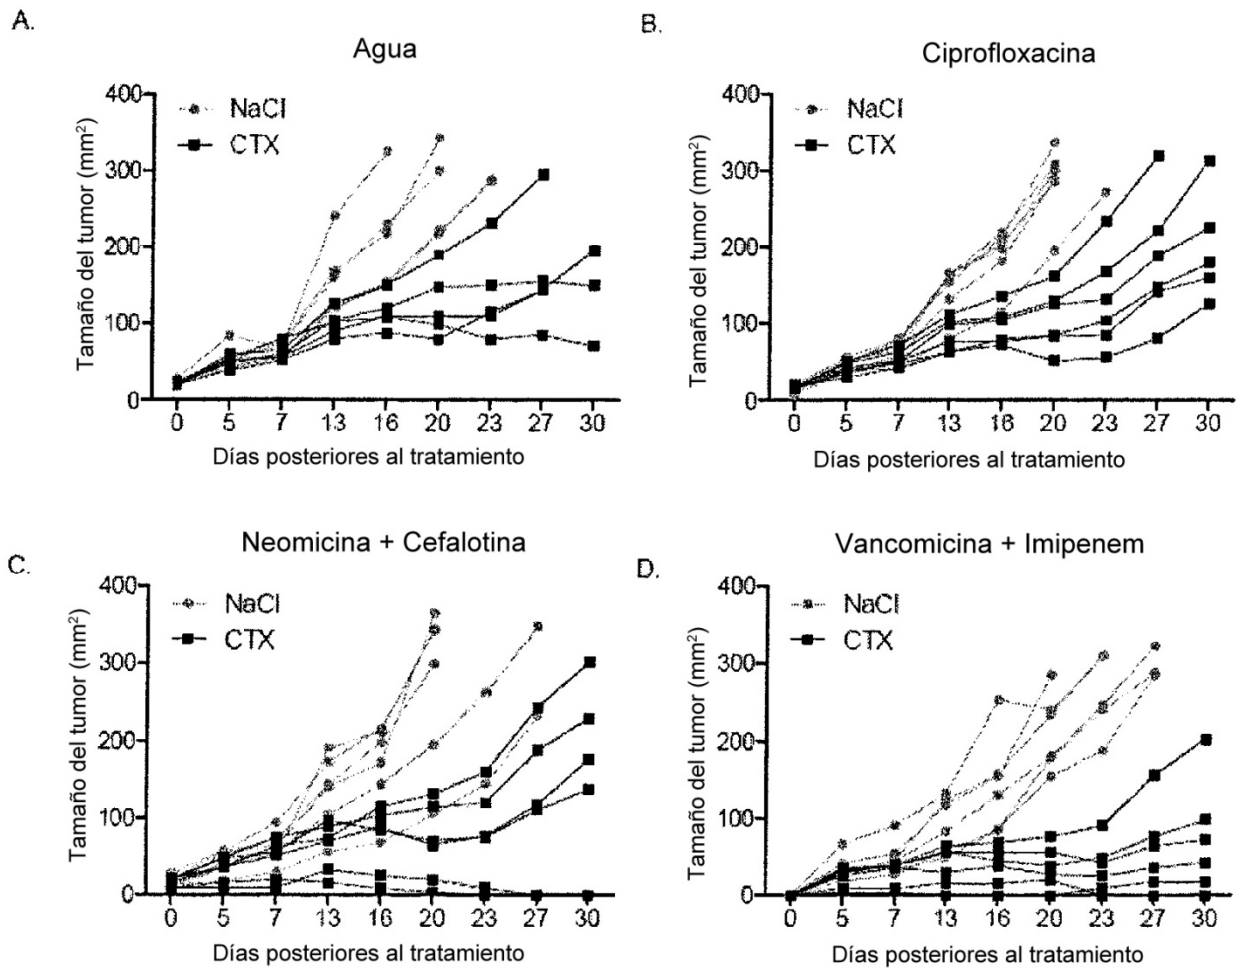 A.
Agua
400
300
200
100
0
NaCl
CTX
Tamaño del tumor (mm²)
0 5 7 13 16 20 23 27 30
Días posteriores al tratamiento
B.
Ciprofloxacina
400
300
200
100
0
NaCl
CTX
Tamaño del tumor (mm²)
0 5 7 13 16 20 23 27 30
Días posteriores al tratamiento
C.
Neomicina + Cefalotina
400
300
200
100
0
NaCl
CTX
Tamaño del tumor (mm²)
0 5 7 13 16 20 23 27 30
Días posteriores al tratamiento
D.
Vancomicina + Imipenem
400
300
200
100
0
NaCl
CTX
Tamaño del tumor (mm²)
0 5 7 13 16 20 23 27 30
Días posteriores al tratamiento